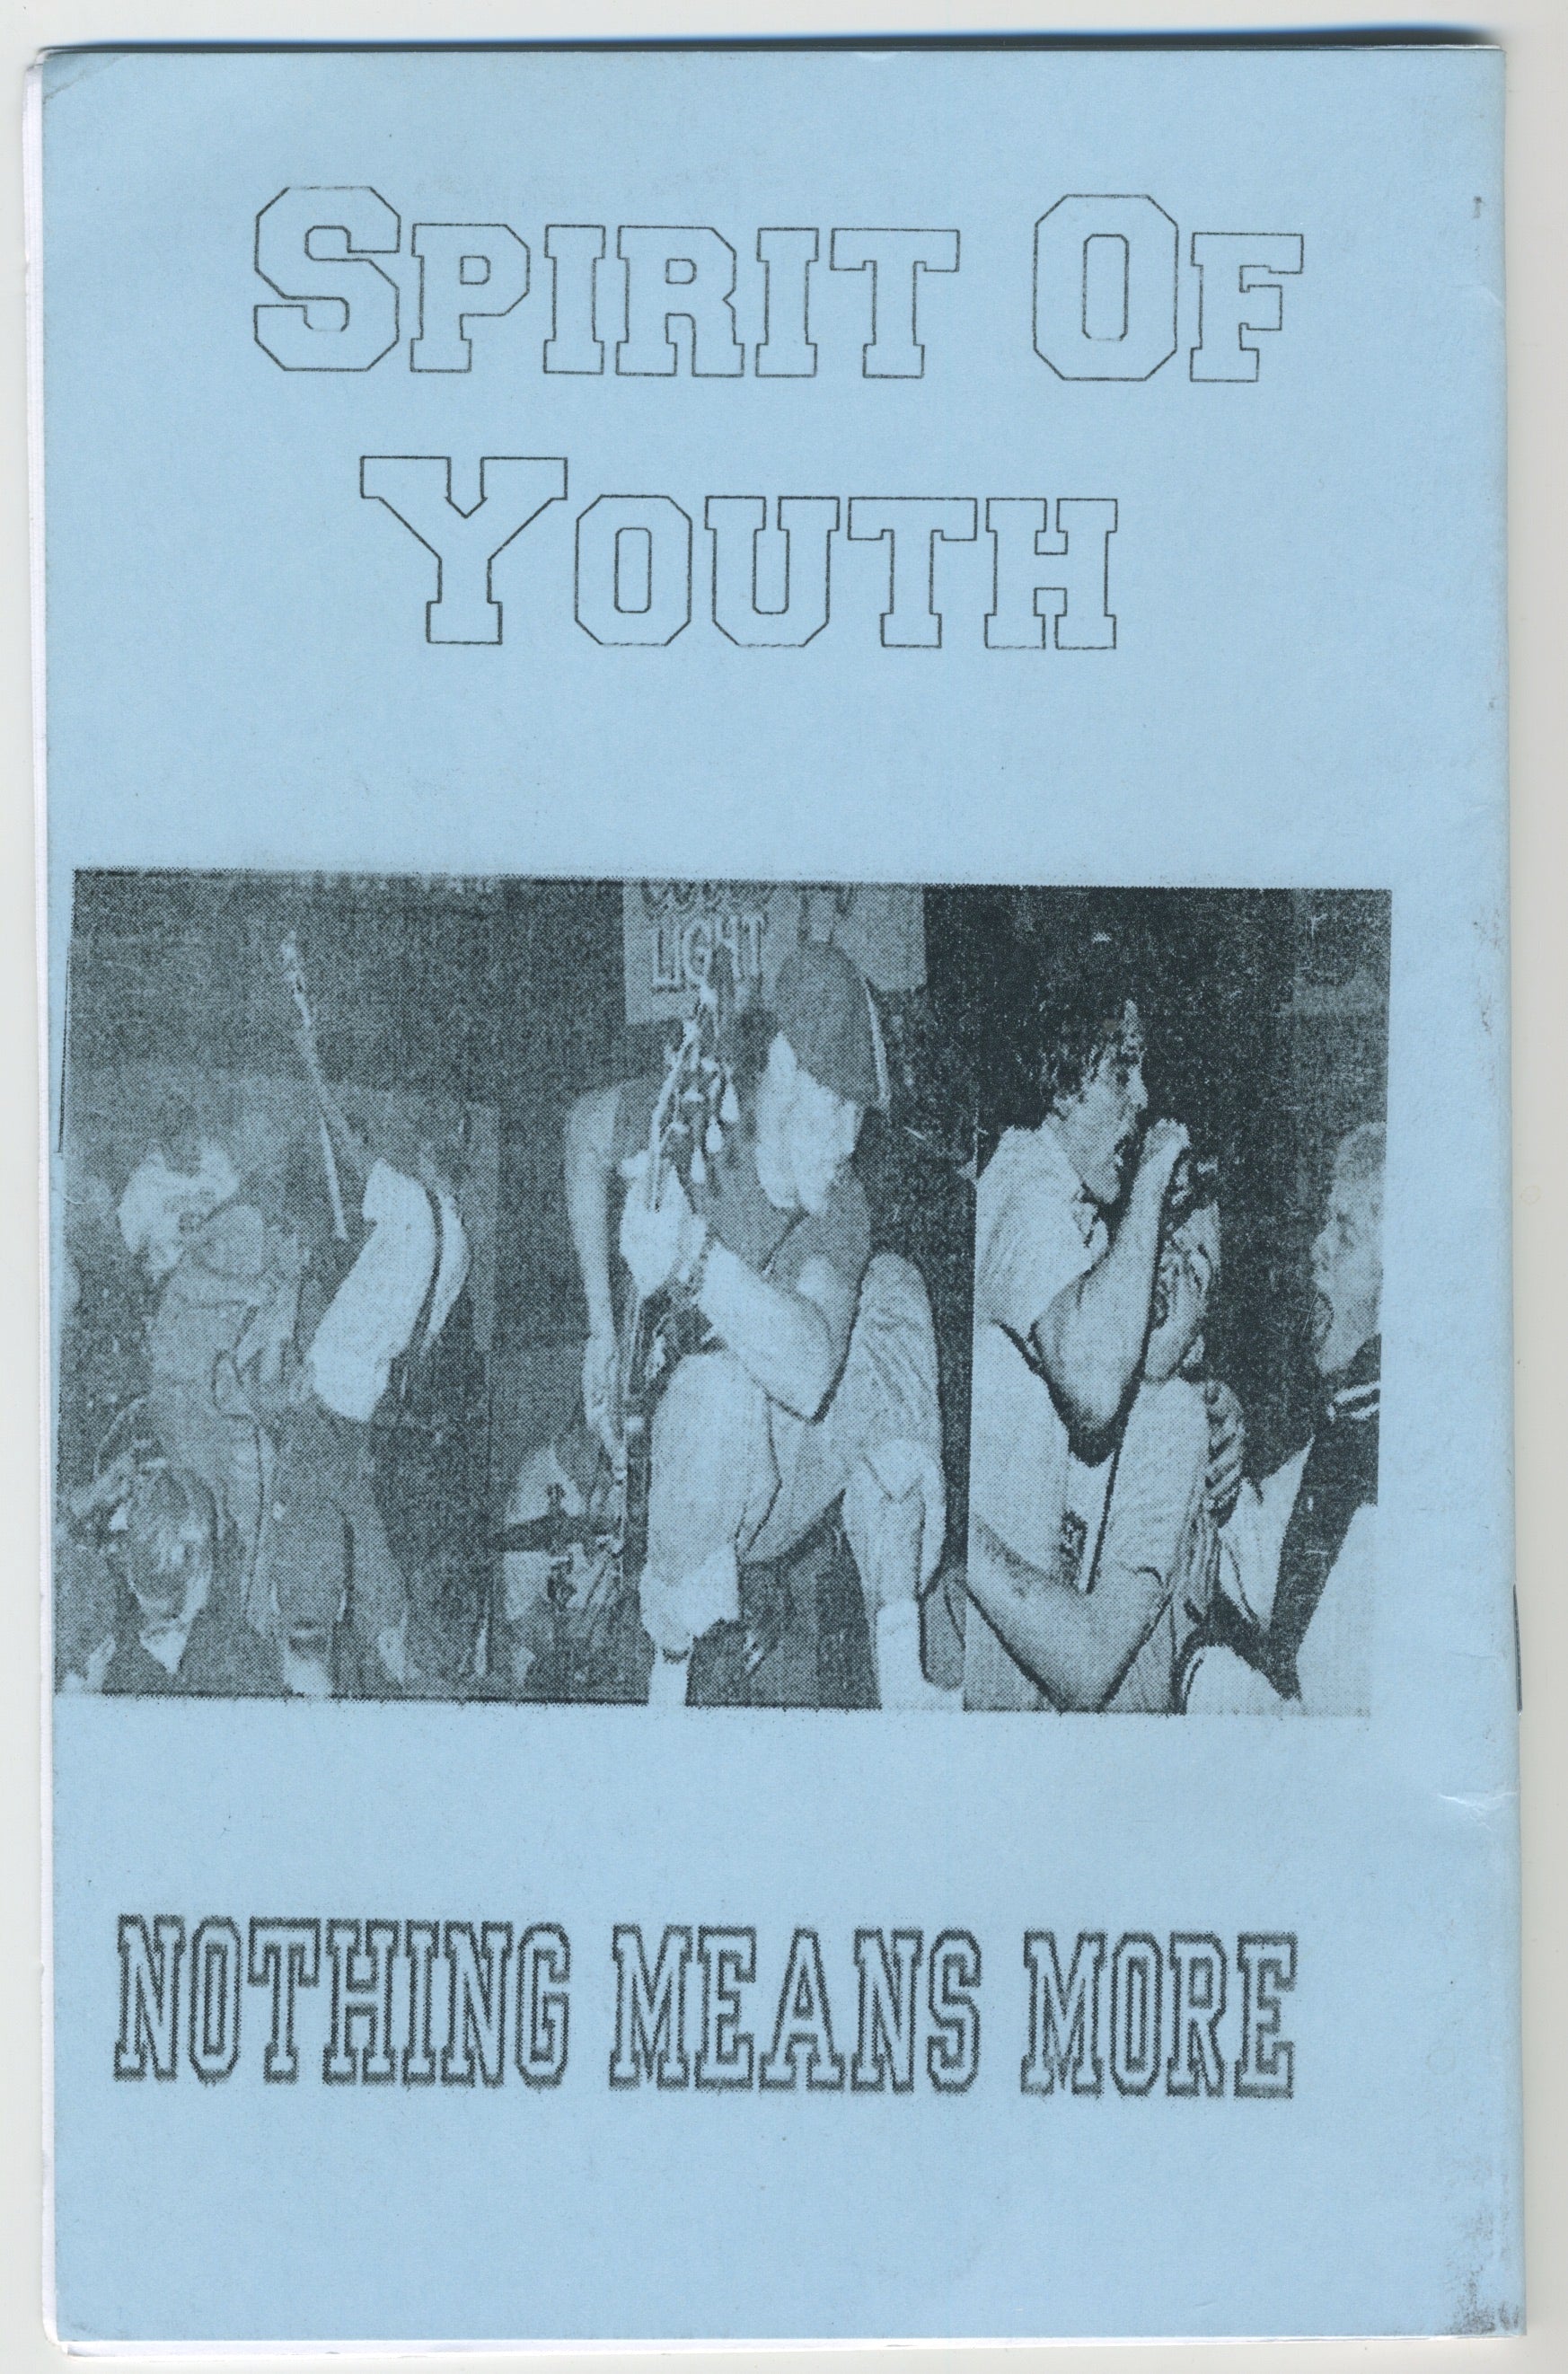 SPIRIT OF
YOUTH
LIGHT
NOTHING MEANS MORE